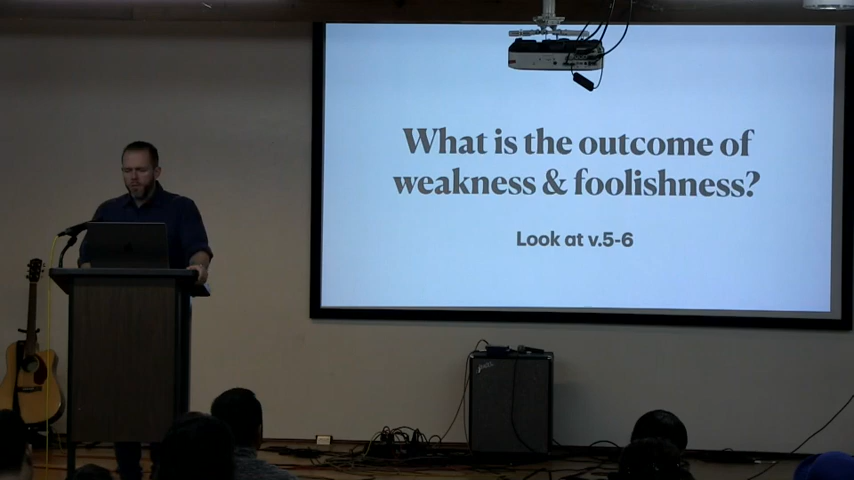 What is the outcome of
weakness & foolishness?
Look at v.5-6